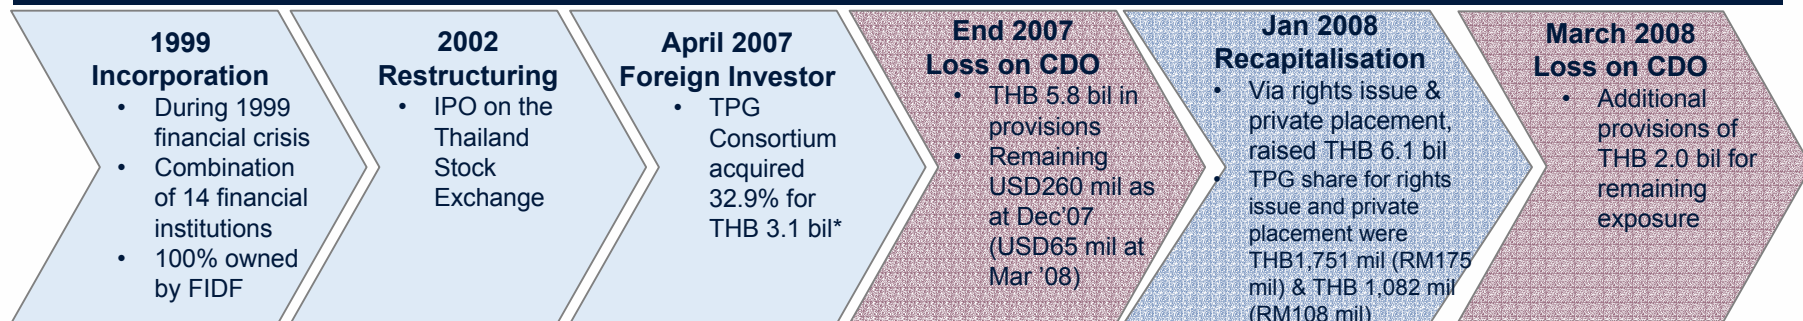 1999
Incorporation
• During 1999
financial crisis
• Combination
of 14 financial
institutions
• 100% owned
by FIDF
2002
Restructuring
• IPO on the
Thailand
Stock
Exchange
April 2007
Foreign Investor
• TPG
Consortium
acquired
32.9% for
THB 3.1 bil*
End 2007
Loss on CDO
• THB 5.8 bil in
provisions
• Remaining
USD260 mil as
at Dec'07
(USD65 mil at
Mar '08)
Jan 2008
Recapitalisation
• Via rights issue &
private placement,
raised THB 6.1 bil
• TPG share for rights
issue and private
placement were
THB1,751 mil (RM175
mil) & THB 1,082 mil
(RM108 mil)
March 2008
Loss on CDO
• Additional
provisions of
THB 2.0 bil for
remaining
exposure